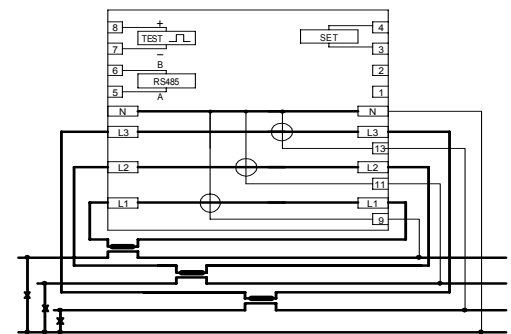 8 + 4
TEST SET
7 − 3
6 B 2
RS485
5 A 1
N N
L3 L3
13
L2 L2
11
L1 L1
9